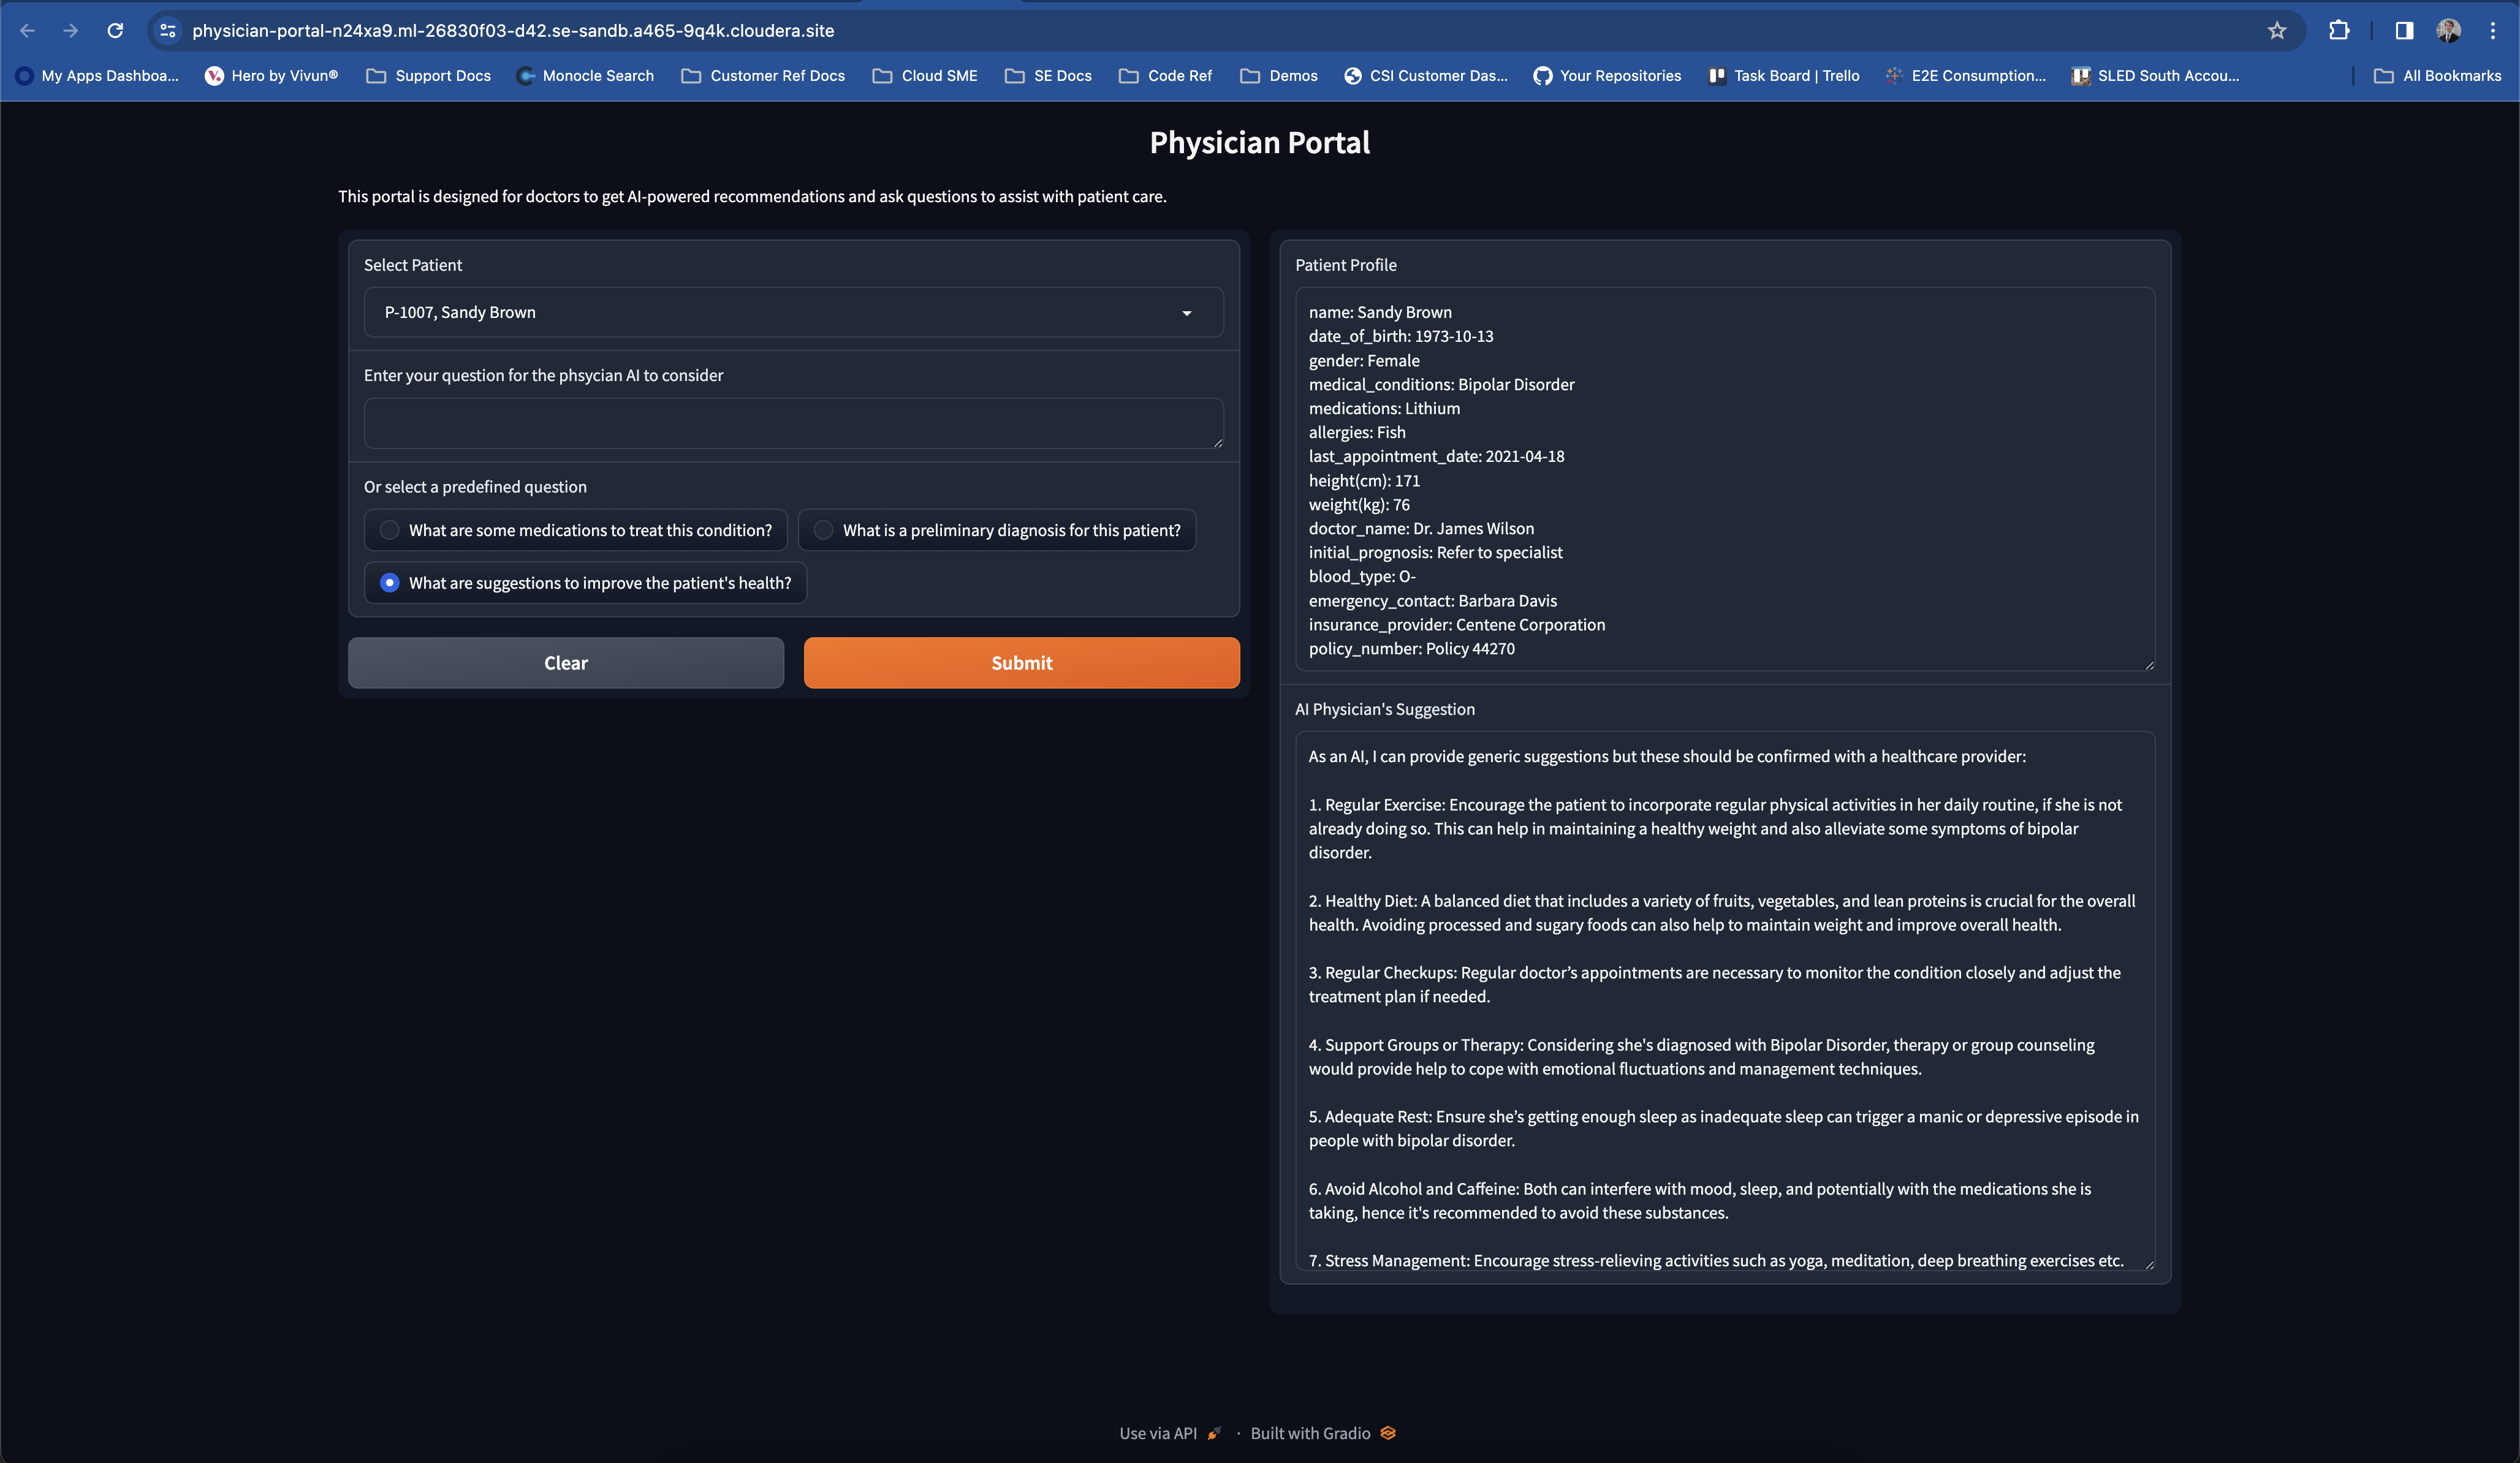 physician-portal-n24xa9.ml-26830f03-d42.se-sandb.a465-9q4k.cloudera.site
My Apps Dashboa... Hero by Vivun® Support Docs Monocle Search Customer Ref Docs Cloud SME SE Docs Code Ref Demos CSI Customer Das... Your Repositories Task Board | Trello E2E Consumption... SLED South Accou... All Bookmarks
Physician Portal
This portal is designed for doctors to get AI-powered recommendations and ask questions to assist with patient care.
Select Patient
P-1007, Sandy Brown
Enter your question for the phsycian AI to consider
Or select a predefined question
What are some medications to treat this condition? What is a preliminary diagnosis for this patient?
What are suggestions to improve the patient's health?
Clear Submit
Patient Profile
name: Sandy Brown
date_of_birth: 1973-10-13
gender: Female
medical_conditions: Bipolar Disorder
medications: Lithium
allergies: Fish
last_appointment_date: 2021-04-18
height(cm): 171
weight(kg): 76
doctor_name: Dr. James Wilson
initial_prognosis: Refer to specialist
blood_type: O-
emergency_contact: Barbara Davis
insurance_provider: Centene Corporation
policy_number: Policy 44270
AI Physician's Suggestion
As an AI, I can provide generic suggestions but these should be confirmed with a healthcare provider:
1. Regular Exercise: Encourage the patient to incorporate regular physical activities in her daily routine, if she is not
already doing so. This can help in maintaining a healthy weight and also alleviate some symptoms of bipolar
disorder.
2. Healthy Diet: A balanced diet that includes a variety of fruits, vegetables, and lean proteins is crucial for the overall
health. Avoiding processed and sugary foods can also help to maintain weight and improve overall health.
3. Regular Checkups: Regular doctor’s appointments are necessary to monitor the condition closely and adjust the
treatment plan if needed.
4. Support Groups or Therapy: Considering she's diagnosed with Bipolar Disorder, therapy or group counseling
would provide help to cope with emotional fluctuations and management techniques.
5. Adequate Rest: Ensure she’s getting enough sleep as inadequate sleep can trigger a manic or depressive episode in
people with bipolar disorder.
6. Avoid Alcohol and Caffeine: Both can interfere with mood, sleep, and potentially with the medications she is
taking, hence it's recommended to avoid these substances.
7. Stress Management: Encourage stress-relieving activities such as yoga, meditation, deep breathing exercises etc.
Use via API · Built with Gradio